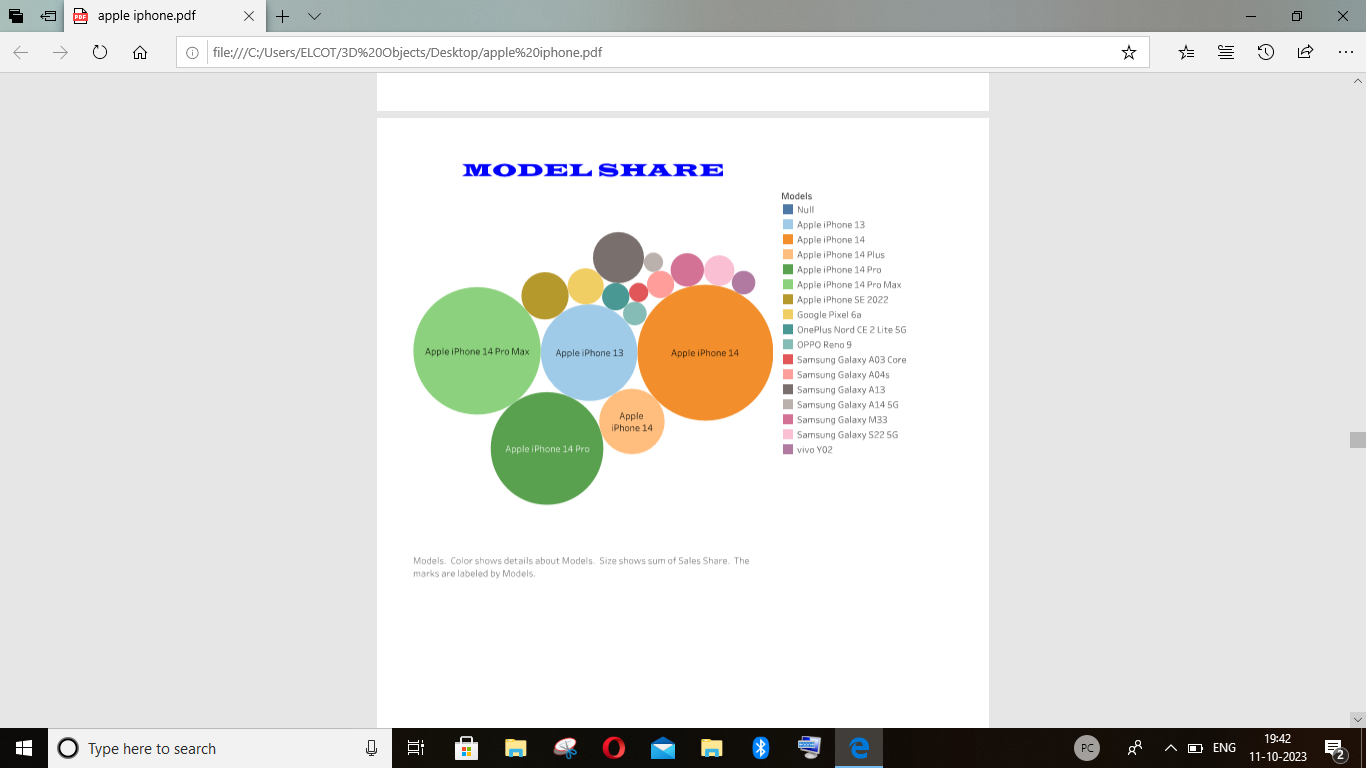 apple iphone.pdf
file:///C:/Users/ELCOT/3D%20Objects/Desktop/apple%20iphone.pdf
MODEL SHARE
Models
Null
Apple iPhone 13
Apple iPhone 14
Apple iPhone 14 Plus
Apple iPhone 14 Pro
Apple iPhone 14 Pro Max
Apple iPhone SE 2022
Google Pixel 6a
OnePlus Nord CE 2 Lite 5G
OPPO Reno 9
Samsung Galaxy A03 Core
Samsung Galaxy A04s
Samsung Galaxy A13
Samsung Galaxy A14 5G
Samsung Galaxy M33
Samsung Galaxy S22 5G
vivo Y02
Apple iPhone 14 Pro Max
Apple iPhone 13
Apple iPhone 14
Apple
iPhone 14
Apple iPhone 14 Pro
Models. Color shows details about Models. Size shows sum of Sales Share. The
marks are labeled by Models.
Type here to search
PC
ENG
19:42
11-10-2023
2